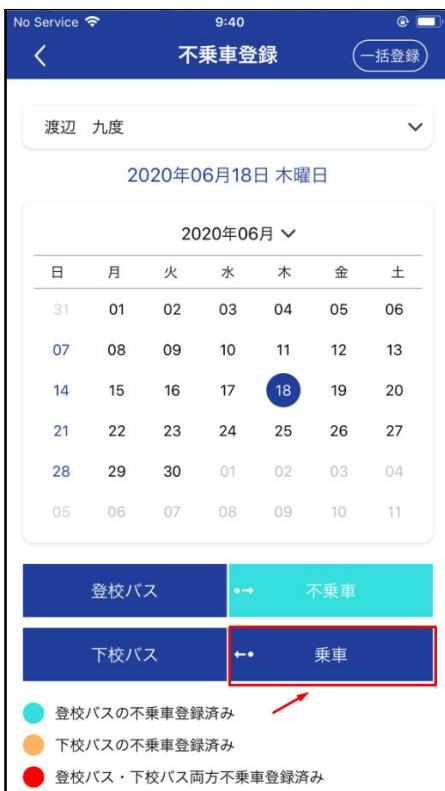 No Service 9:40
不乗車登録 一括登録
渡辺 九度
2020年06月18日 木曜日
2020年06月
日 月 火 水 木 金 土
31 01 02 03 04 05 06
07 08 09 10 11 12 13
14 15 16 17 18 19 20
21 22 23 24 25 26 27
28 29 30 01 02 03 04
05 06 07 08 09 10 11
登校バス 不乗車
下校バス 乗車
登校バスの不乗車登録済み
下校バスの不乗車登録済み
登校バス・下校バス両方不乗車登録済み